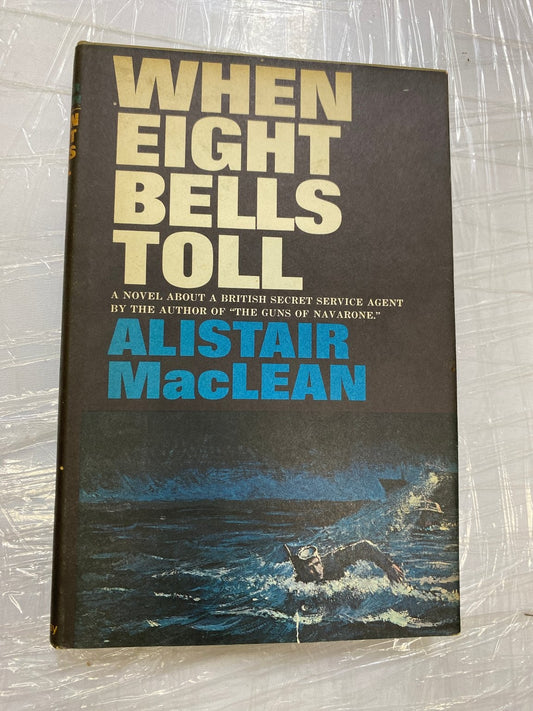 WHEN
EIGHT
BELLS
TOLL
A NOVEL ABOUT A BRITISH SECRET SERVICE AGENT
BY THE AUTHOR OF "THE GUNS OF NAVARONE."
ALISTAIR
MacLEAN